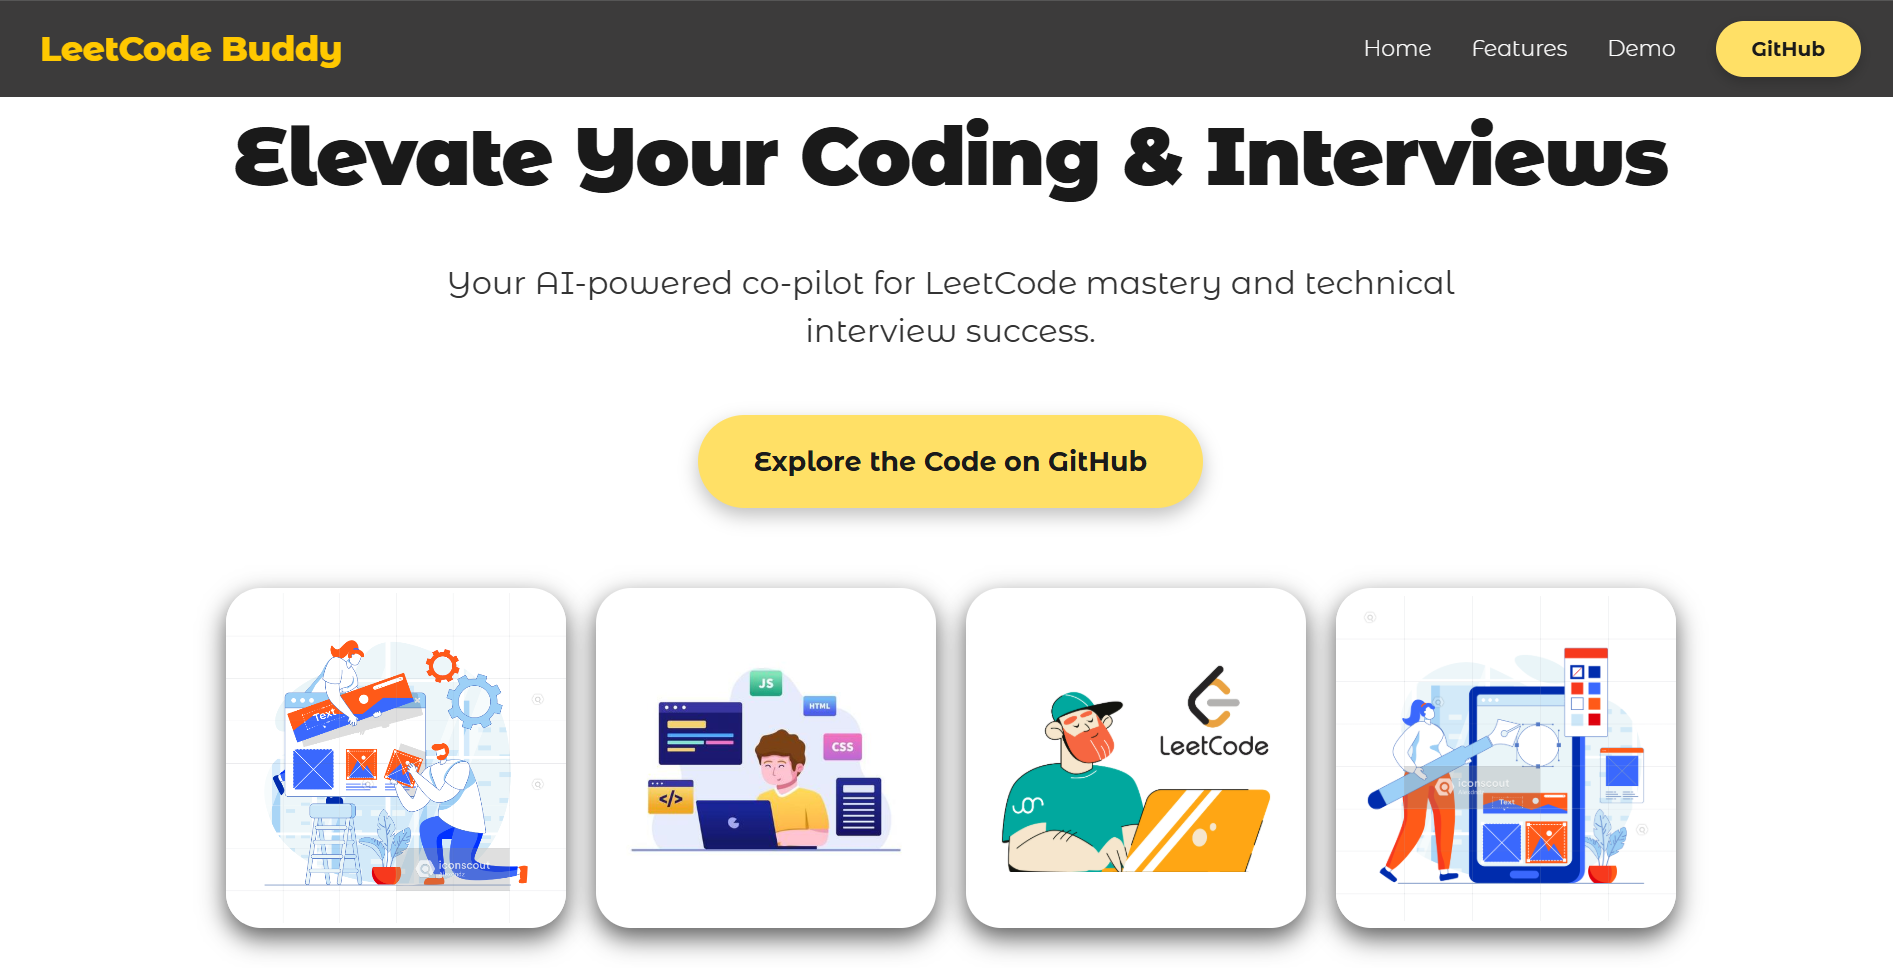 LeetCode Buddy
Home Features Demo GitHub
Elevate Your Coding & Interviews
Your AI-powered co-pilot for LeetCode mastery and technical
interview success.
Explore the Code on GitHub
Text
iconscout
JS
HTML
CSS
</>
LeetCode
iconscout
Text